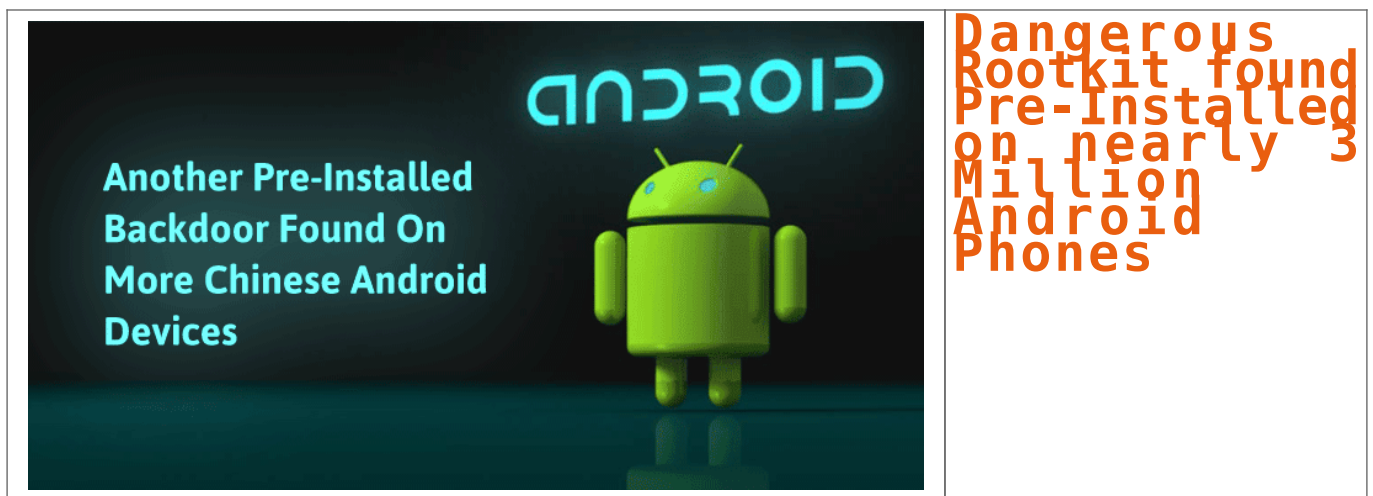 ANDROID
Another Pre-Installed
Backdoor Found On
More Chinese Android
Devices
Dangerous
Rootkit found
Pre-Installed
on nearly 3
Million
Android
Phones